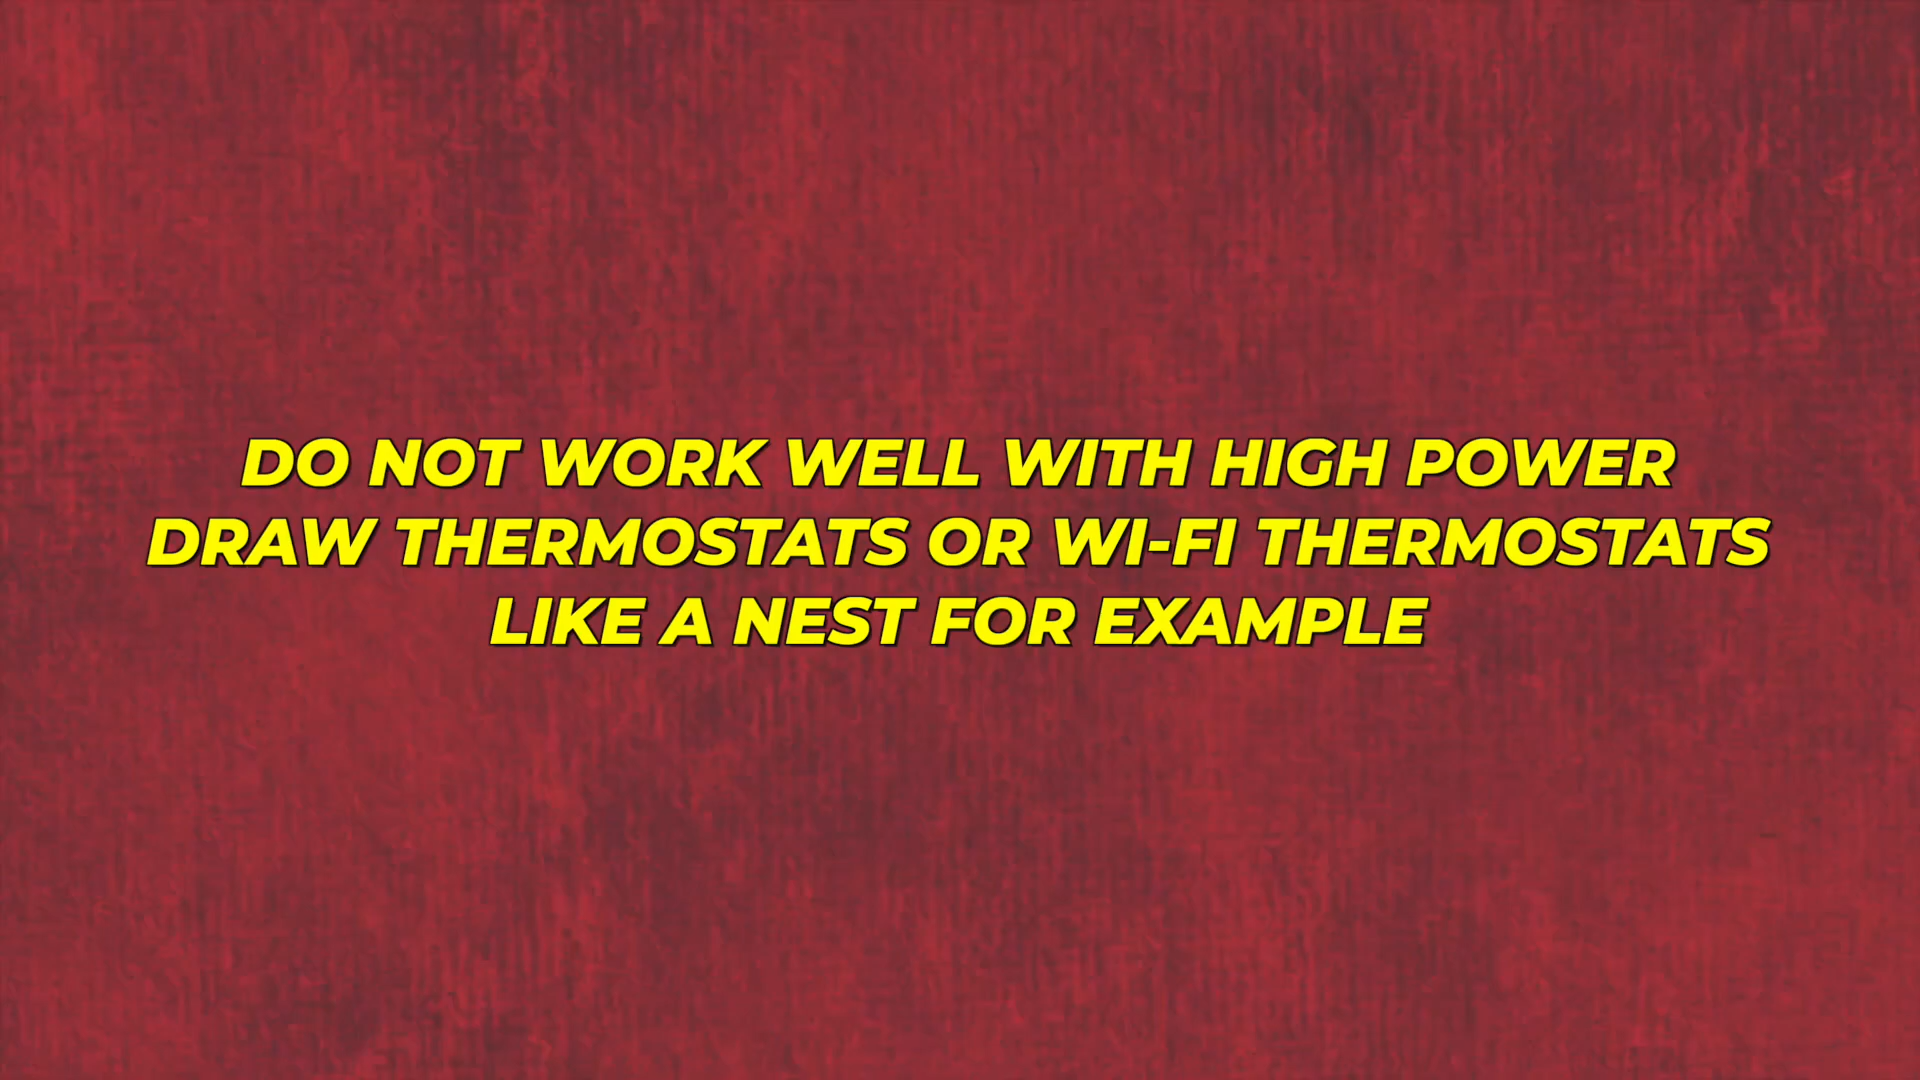 DO NOT WORK WELL WITH HIGH POWER
DRAW THERMOSTATS OR WI-FI THERMOSTATS
LIKE A NEST FOR EXAMPLE